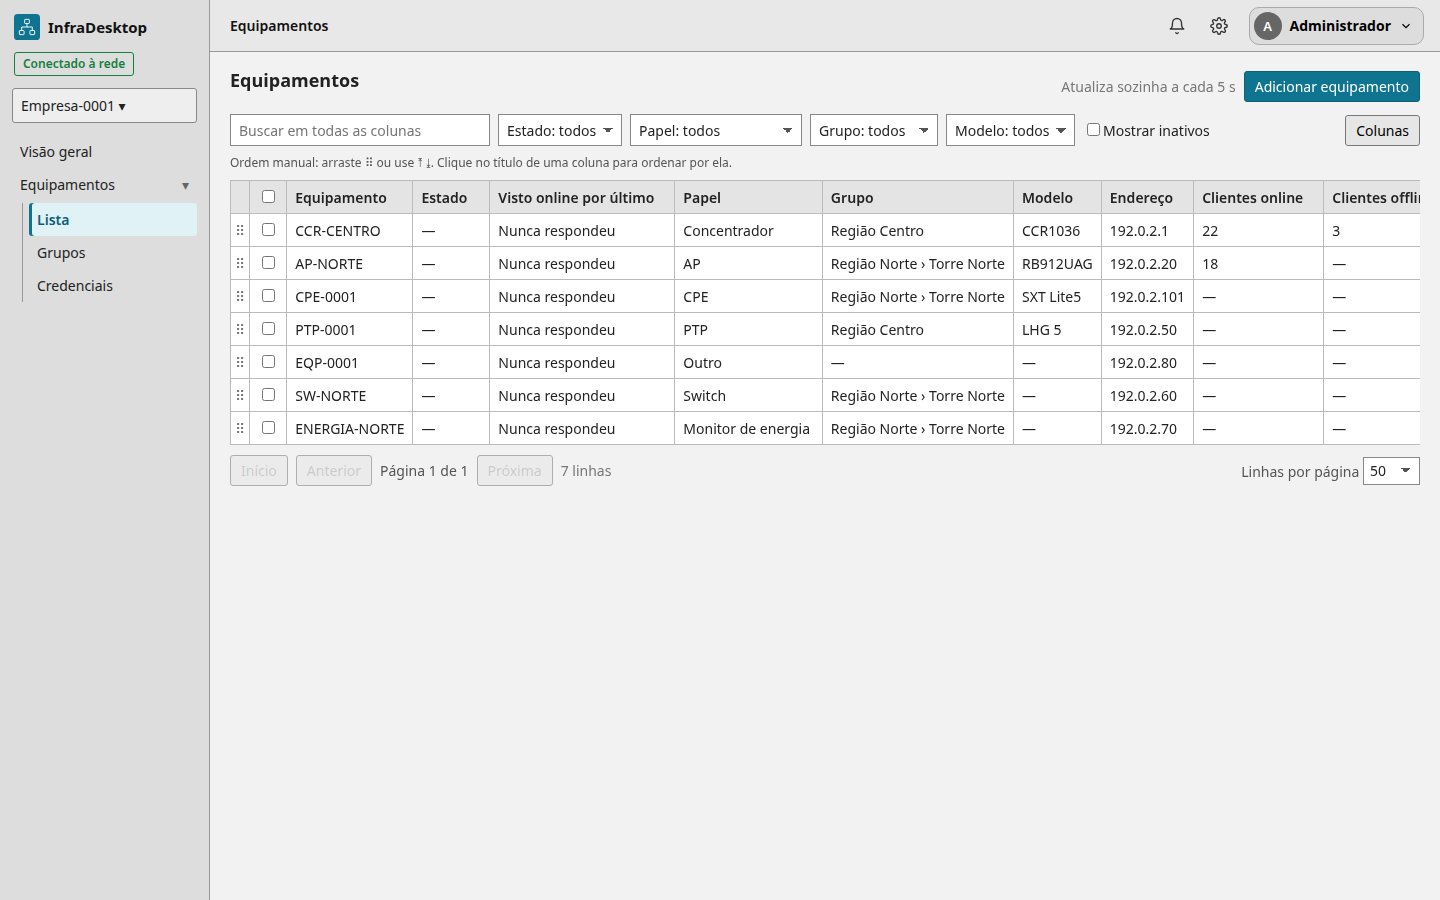 InfraDesktop
Conectado à rede
Empresa-0001 ▾
Visão geral
Equipamentos ▾
Lista
Grupos
Credenciais
Equipamentos
A Administrador
Equipamentos
Atualiza sozinha a cada 5 s Adicionar equipamento
Buscar em todas as colunas Estado: todos Papel: todos Grupo: todos Modelo: todos Mostrar inativos Colunas
Ordem manual: arraste ⠿ ou use ⤒ ⤓. Clique no título de uma coluna para ordenar por ela.
Equipamento Estado Visto online por último Papel Grupo Modelo Endereço Clientes online Clientes offli
CCR-CENTRO — Nunca respondeu Concentrador Região Centro CCR1036 192.0.2.1 22 3
AP-NORTE — Nunca respondeu AP Região Norte › Torre Norte RB912UAG 192.0.2.20 18 —
CPE-0001 — Nunca respondeu CPE Região Norte › Torre Norte SXT Lite5 192.0.2.101 — —
PTP-0001 — Nunca respondeu PTP Região Centro LHG 5 192.0.2.50 — —
EQP-0001 — Nunca respondeu Outro — — 192.0.2.80 — —
SW-NORTE — Nunca respondeu Switch Região Norte › Torre Norte — 192.0.2.60 — —
ENERGIA-NORTE — Nunca respondeu Monitor de energia Região Norte › Torre Norte — 192.0.2.70 — —
Início Anterior Página 1 de 1 Próxima 7 linhas Linhas por página 50